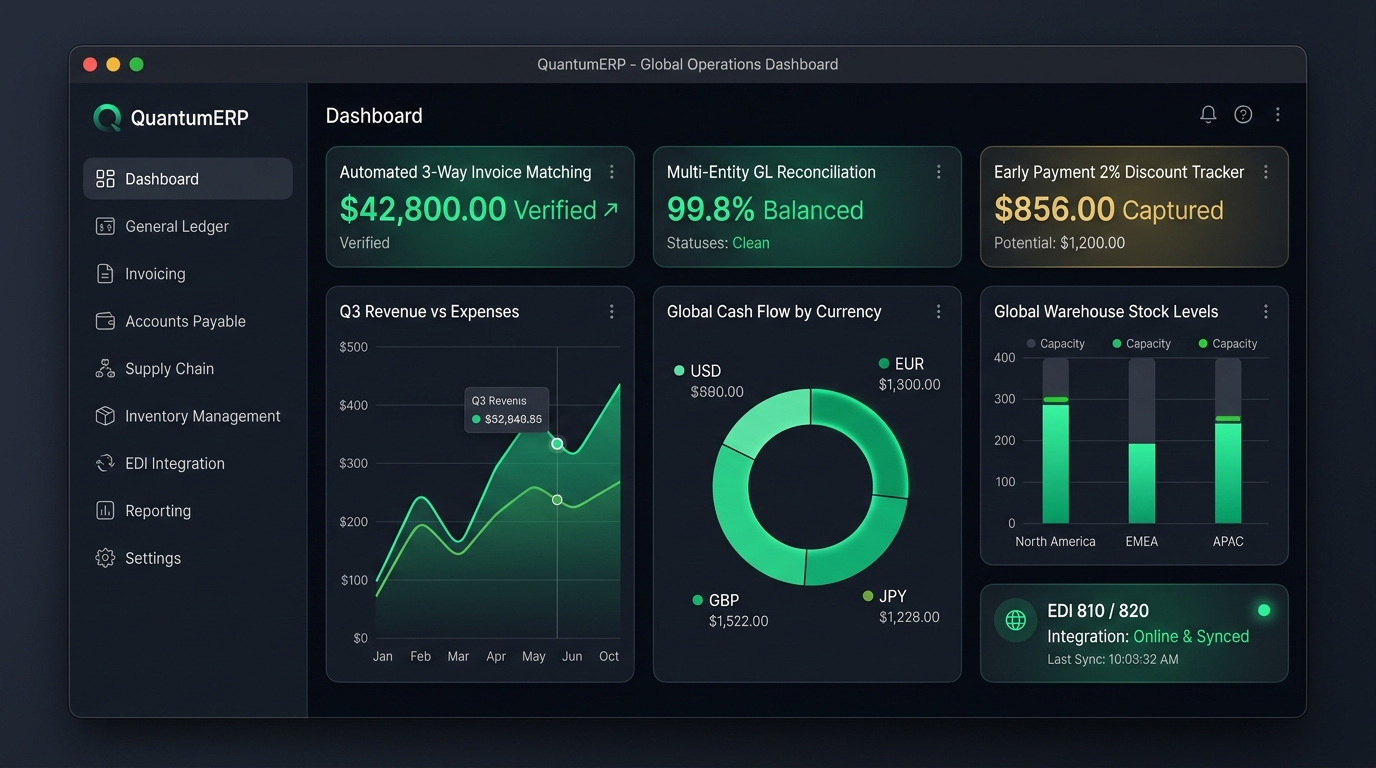 QuantumERP - Global Operations Dashboard
QuantumERP
Dashboard
General Ledger
Invoicing
Accounts Payable
Supply Chain
Inventory Management
EDI Integration
Reporting
Settings
Dashboard
Automated 3-Way Invoice Matching
$42,800.00 Verified
Verified
Multi-Entity GL Reconciliation
99.8% Balanced
Statuses: Clean
Early Payment 2% Discount Tracker
$856.00 Captured
Potential: $1,200.00
Q3 Revenue vs Expenses
$500
$400
$300
$200
$100
$0
Q3 Revenis
Jan Feb Mar Apr May Jun Oct
Global Cash Flow by Currency
USD
EUR
$1,300.00
GBP
$1,522.00
JPY
$1,228.00
Global Warehouse Stock Levels
Capacity Capacity Capacity
400
300
200
100
0
North America EMEA APAC
EDI 810 / 820
Integration: Online & Synced
Last Sync: 10:03:32 AM